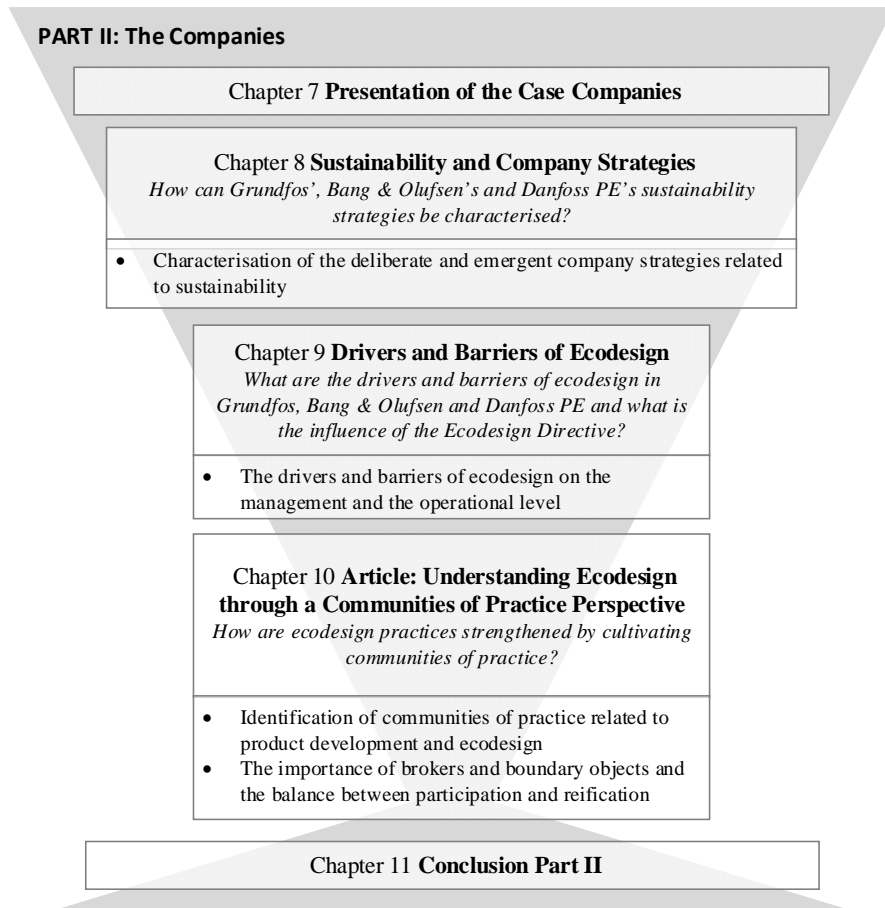 PART II: The Companies
Chapter 7 Presentation of the Case Companies
Chapter 8 Sustainability and Company Strategies
How can Grundfos', Bang & Olufsen's and Danfoss PE's sustainability
strategies be characterised?
• Characterisation of the deliberate and emergent company strategies related
to sustainability
Chapter 9 Drivers and Barriers of Ecodesign
What are the drivers and barriers of ecodesign in
Grundfos, Bang & Olufsen and Danfoss PE and what is
the influence of the Ecodesign Directive?
• The drivers and barriers of ecodesign on the
management and the operational level
Chapter 10 Article: Understanding Ecodesign
through a Communities of Practice Perspective
How are ecodesign practices strengthened by cultivating
communities of practice?
• Identification of communities of practice related to
product development and ecodesign
• The importance of brokers and boundary objects and
the balance between participation and reification
Chapter 11 Conclusion Part II